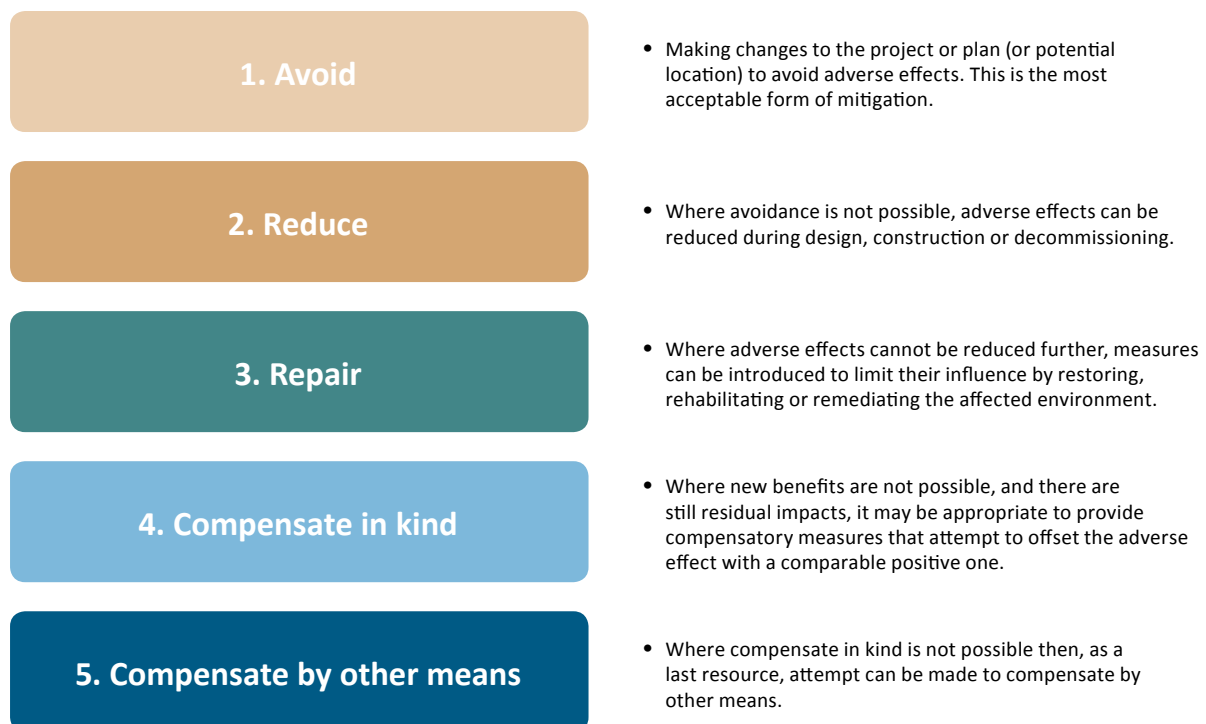 1. Avoid
• Making changes to the project or plan (or potential
location) to avoid adverse effects. This is the most
acceptable form of mitigation.
2. Reduce
• Where avoidance is not possible, adverse effects can be
reduced during design, construction or decommissioning.
3. Repair
• Where adverse effects cannot be reduced further, measures
can be introduced to limit their influence by restoring,
rehabilitating or remediating the affected environment.
4. Compensate in kind
• Where new benefits are not possible, and there are
still residual impacts, it may be appropriate to provide
compensatory measures that attempt to offset the adverse
effect with a comparable positive one.
5. Compensate by other means
• Where compensate in kind is not possible then, as a
last resource, attempt can be made to compensate by
other means.